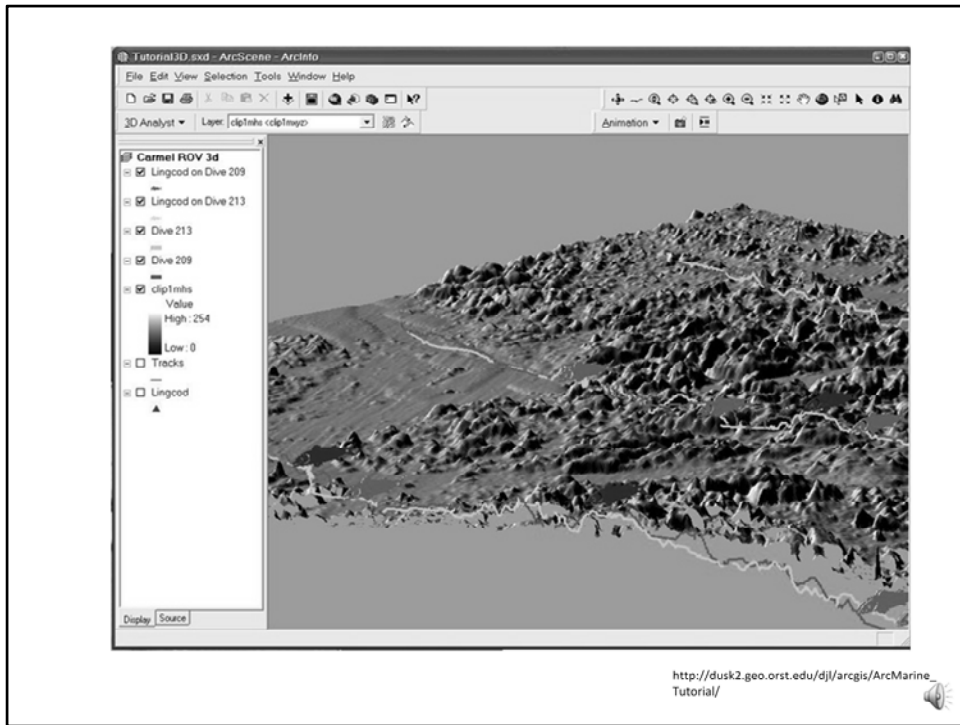 Tutorial3D.sxd - ArcScene - ArcInfo
File Edit View Selection Tools Window Help
3D Analyst Layer: clip1mhs <clip1mxyz> Animation
Carmel ROV 3d
Lingcod on Dive 209
Lingcod on Dive 213
Dive 213
Dive 209
clip1mhs
Value
High : 254
Low : 0
Tracks
Lingcod
Display Source
http://dusk2.geo.orst.edu/djl/arcgis/ArcMarine_
Tutorial/